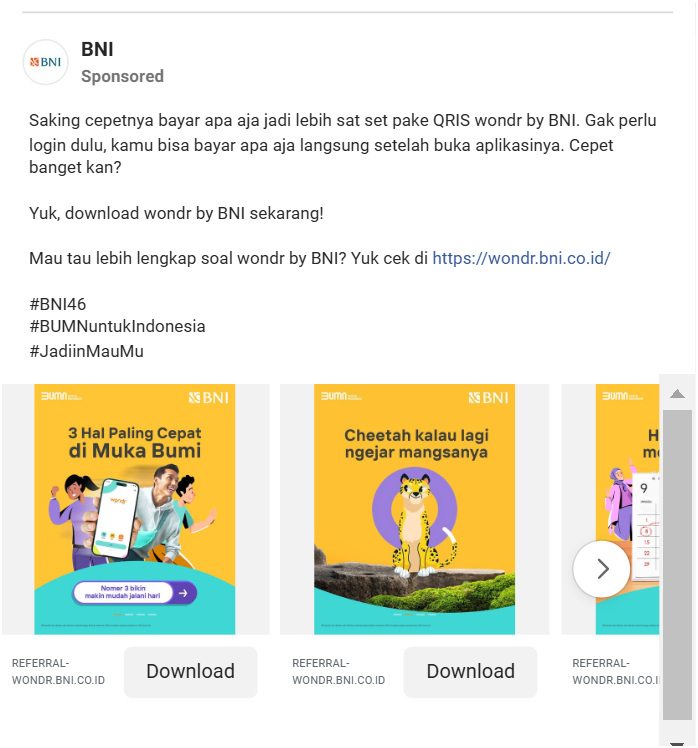 BNI
BNI
Sponsored
Saking cepetnya bayar apa aja jadi lebih sat set pake QRIS wondr by BNI. Gak perlu
login dulu, kamu bisa bayar apa aja langsung setelah buka aplikasinya. Cepet
banget kan?
Yuk, download wondr by BNI sekarang!
Mau tau lebih lengkap soal wondr by BNI? Yuk cek di https://wondr.bni.co.id/
#BNI46
#BUMNuntukIndonesia
#JadiinMauMu
BUMN
BNI
3 Hal Paling Cepat
di Muka Bumi
wondr
Nomer 3 bikin
makin mudah jalani hari
REFERRAL-
WONDR.BNI.CO.ID
Download
BUMN
BNI
Cheetah kalau lagi
ngejar mangsanya
REFERRAL-
WONDR.BNI.CO.ID
Download
BUMN
H
me
9
1
8
15
22
29
REFERRAL-
WONDR.BNI.CO.I